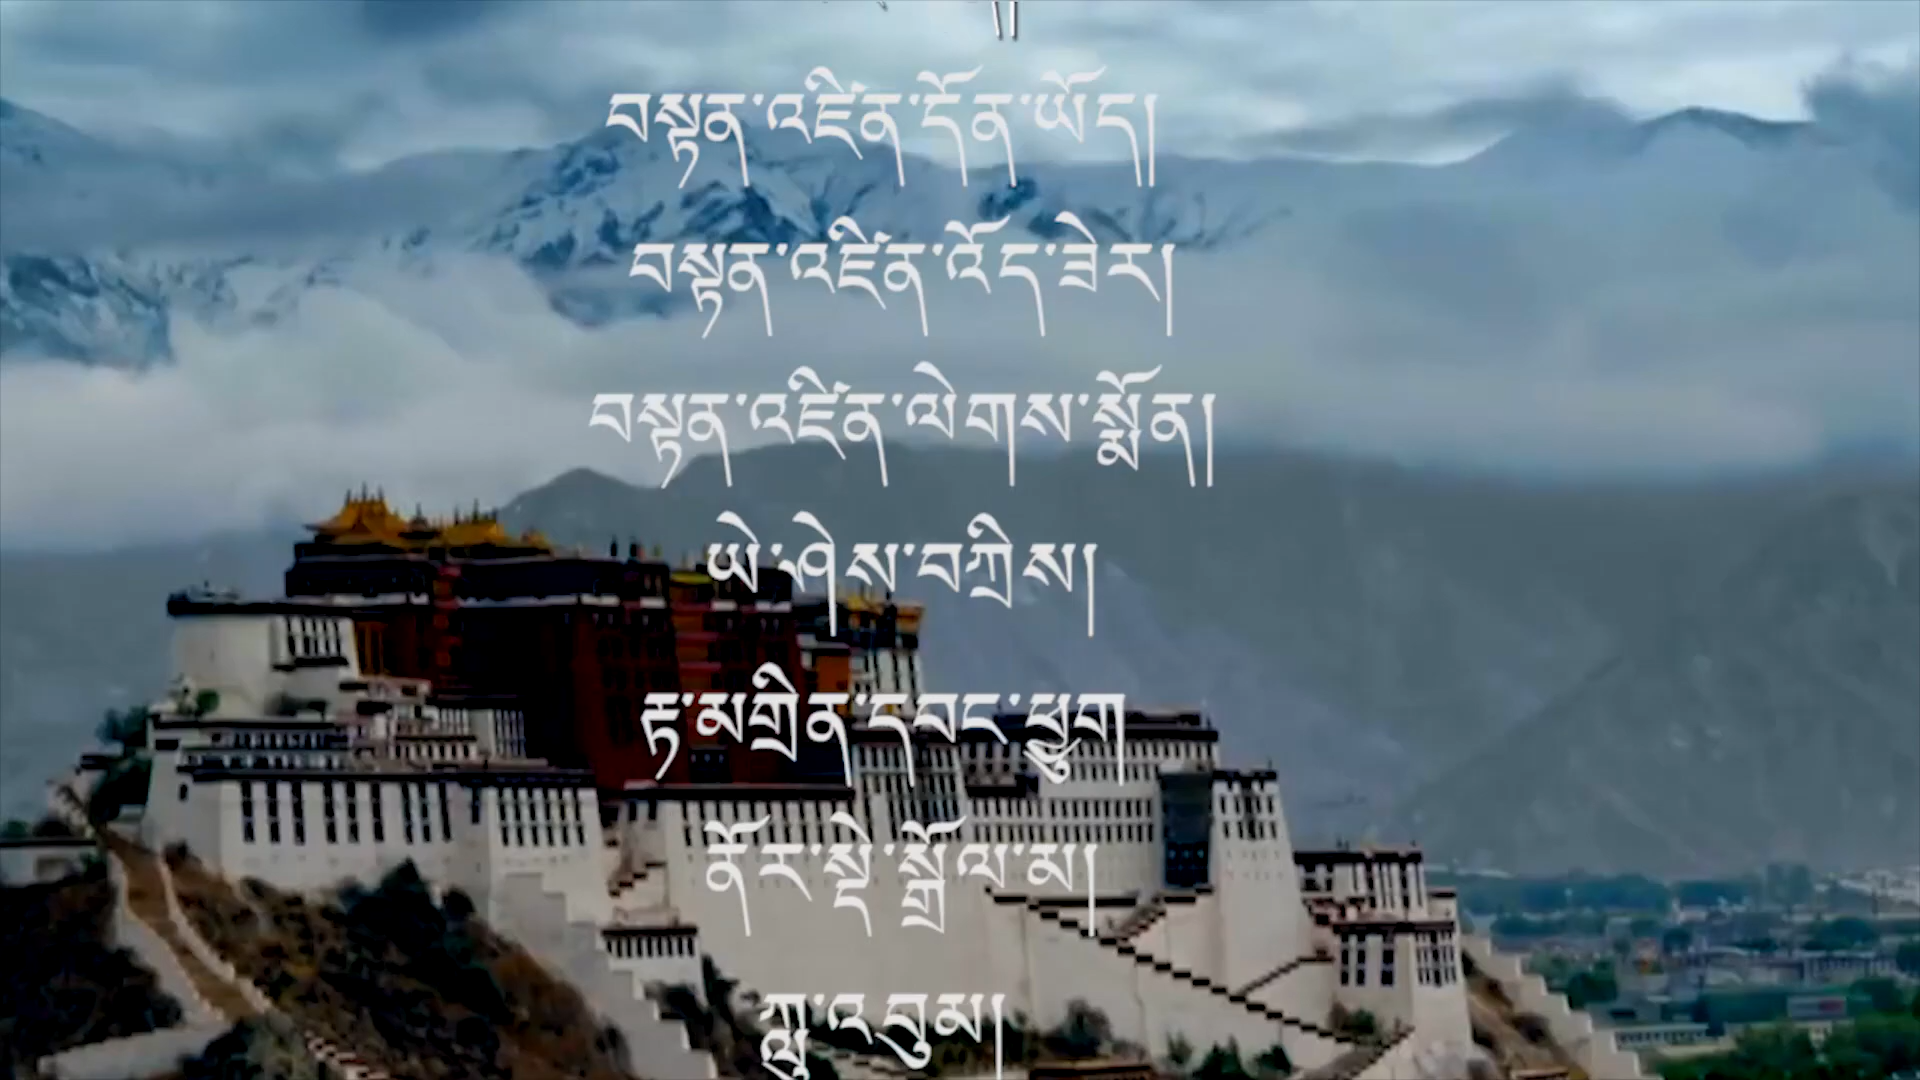 བསྟན་འཛིན་དོན་ཡོད།
བསྟན་འཛིན་འོད་ཟེར།
བསྟན་འཛིན་ལེགས་སྨོན།
ཡེ་ཤེས་བཀྲིས།
རྟ་མགྲིན་དབང་ཕྱུག
ནོར་སྡེ་སྒྲོལ་མ།
ཀླུ་འབུམ།